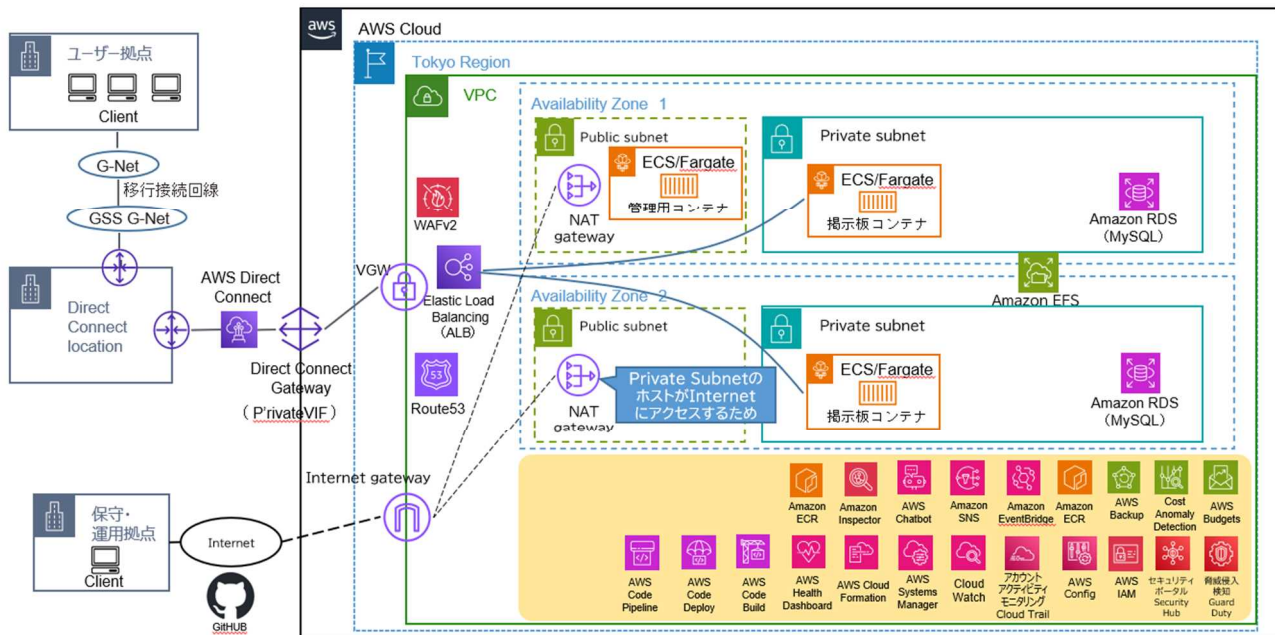 aws
AWS Cloud
ユーザー拠点
Client
G-Net
移行接続回線
GSS G-Net
Direct
Connect
location
AWS Direct
Connect
Direct Connect
Gateway
(P'rivateVIF)
保守・
運用拠点
Client
Internet
GitHUB
Tokyo Region
VPC
WAFv2
VGW
Elastic Load
Balancing
(ALB)
53
Route53
Internet gateway
Availability Zone 1
Public subnet
NAT
gateway
ECS/Fargate
管理用コンテナ
Private subnet
ECS/Fargate
掲示板コンテナ
Amazon RDS
(MySQL)
Amazon EFS
Availability Zone 2
Public subnet
NAT
gateway
Private Subnetの
ホストがInternet
にアクセスするため
Private subnet
ECS/Fargate
掲示板コンテナ
Amazon RDS
(MySQL)
Amazon
ECR
Amazon
Inspector
AWS
Chatbot
Amazon
SNS
Amazon
EventBridge
Amazon
ECR
AWS
Backup
Cost
Anomaly
Detection
AWS
Budgets
AWS
Code
Pipeline
AWS
Code
Deploy
AWS
Code
Build
AWS
Health
Dashboard
AWS Cloud
Formation
AWS
Systems
Manager
Cloud
Watch
アカウント
アクティビティ
モニタリング
Cloud Trail
AWS
Config
AWS
IAM
セキュリティ
ポータル
Security
Hub
脅威侵入
検知
Guard
Duty